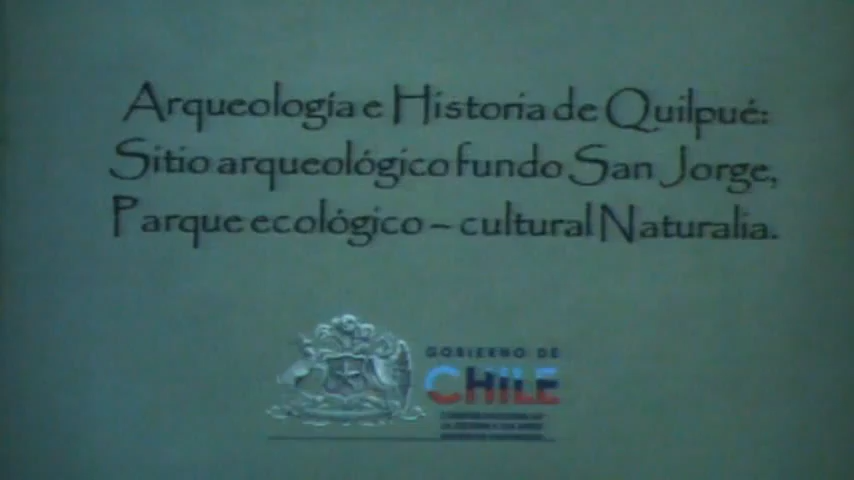 Arqueología e Historia de Quilpué:
Sitio arqueológico fundo San Jorge,
Parque ecológico – cultural Naturalia.
GOBIERNO DE
CHILE